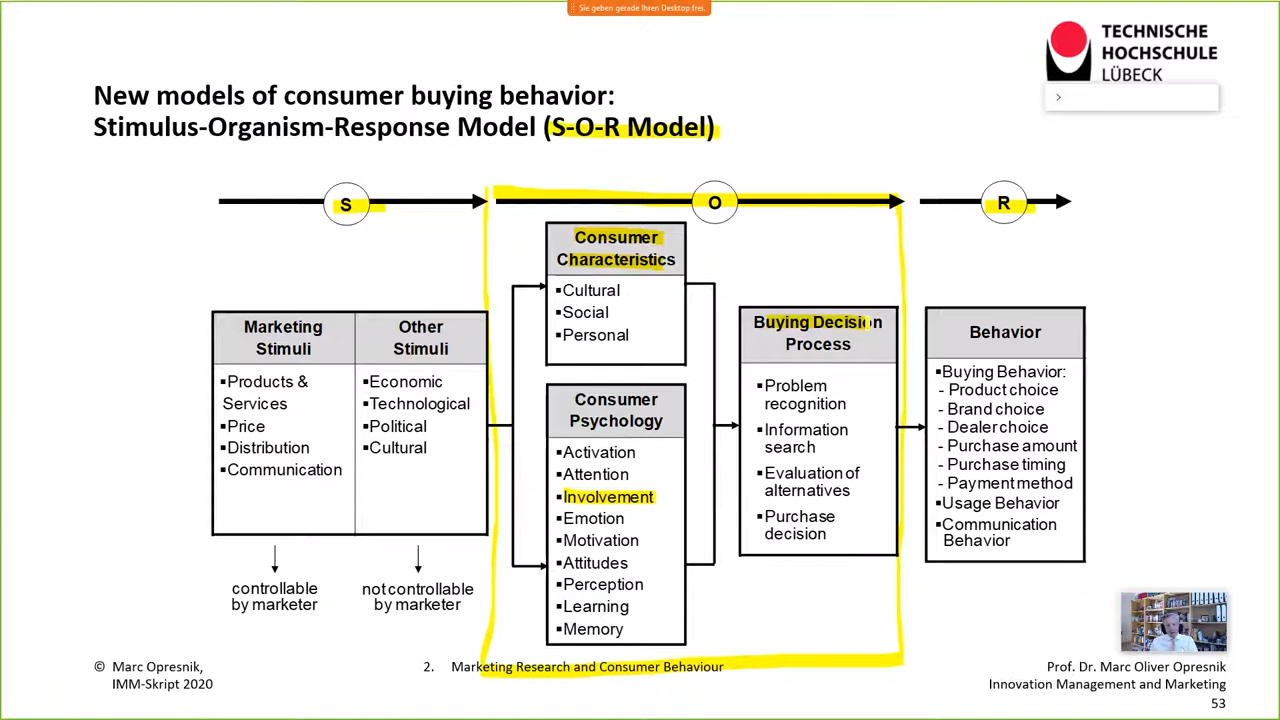 Sie geben gerade Ihren Desktop frei.
TECHNISCHE
HOCHSCHULE
LÜBECK
New models of consumer buying behavior:
Stimulus-Organism-Response Model (S-O-R Model)
S
O
R
Consumer
Characteristics
▪Cultural
▪Social
▪Personal
Marketing
Stimuli
▪Products &
Services
▪Price
▪Distribution
▪Communication
Other
Stimuli
▪Economic
▪Technological
▪Political
▪Cultural
controllable
by marketer
not controllable
by marketer
Consumer
Psychology
▪Activation
▪Attention
▪Involvement
▪Emotion
▪Motivation
▪Attitudes
▪Perception
▪Learning
▪Memory
Buying Decision
Process
▪Problem
recognition
▪Information
search
▪Evaluation of
alternatives
▪Purchase
decision
Behavior
▪Buying Behavior:
- Product choice
- Brand choice
- Dealer choice
- Purchase amount
- Purchase timing
- Payment method
▪Usage Behavior
▪Communication
Behavior
© Marc Opresnik,
IMM-Skript 2020
2. Marketing Research and Consumer Behaviour
Prof. Dr. Marc Oliver Opresnik
Innovation Management and Marketing
53